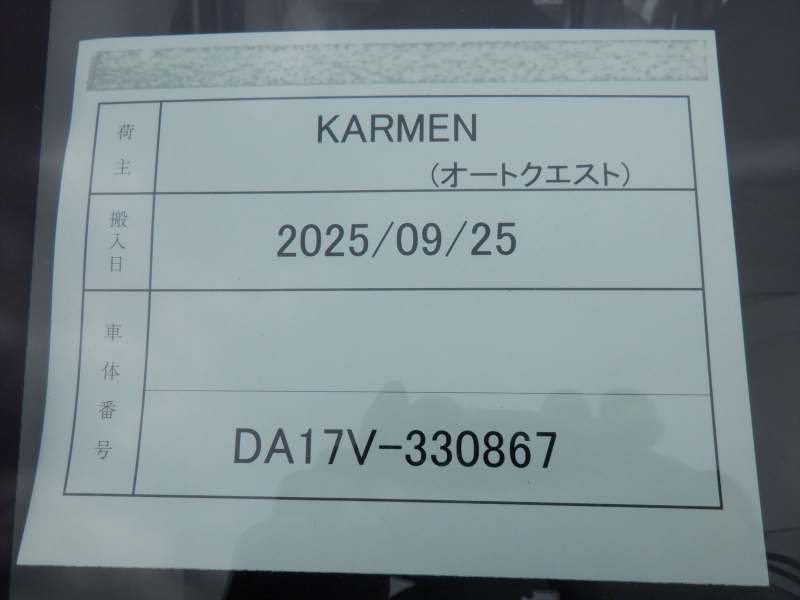 荷主
KARMEN
(オートクエスト)
搬入日
2025/09/25
車体番号
DA17V-330867